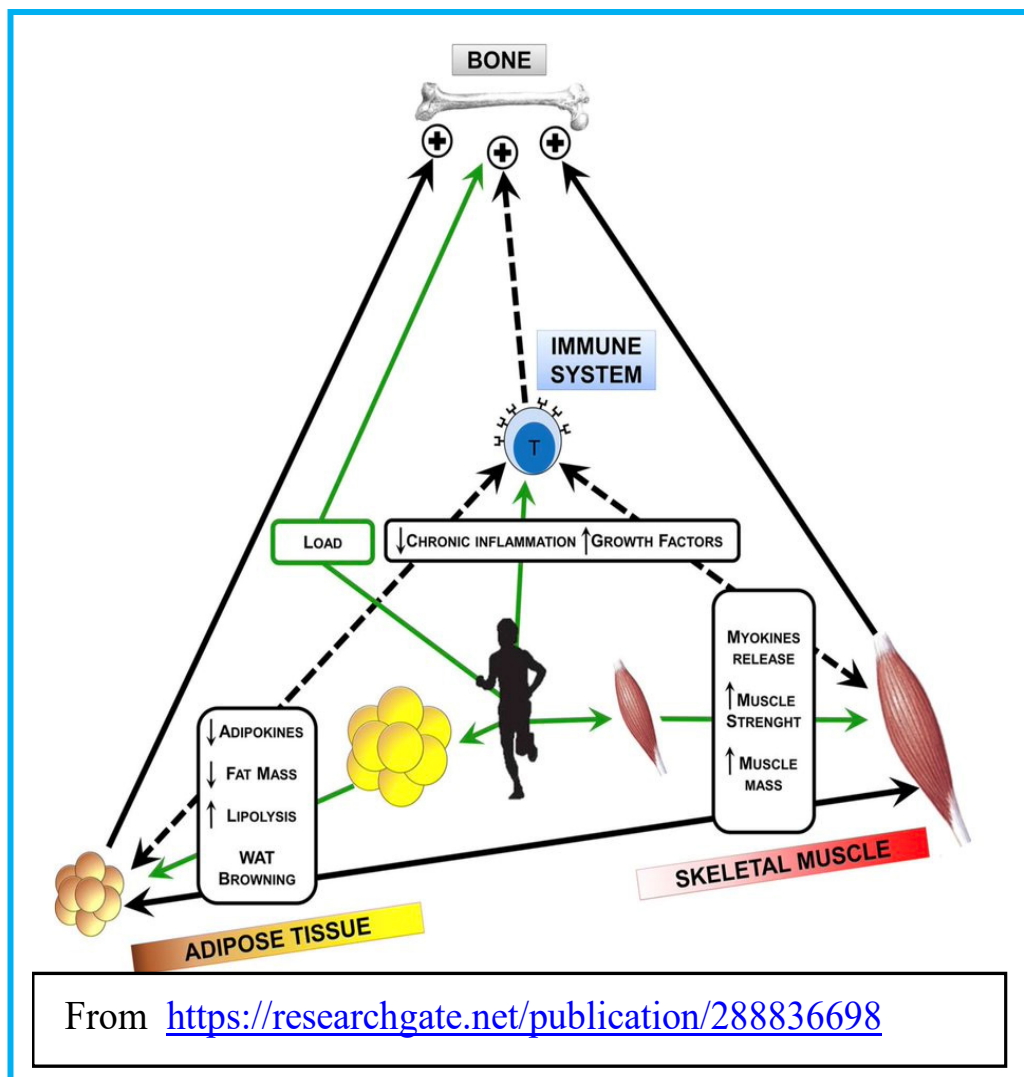 BONE
IMMUNE
SYSTEM
T
LOAD
↓CHRONIC INFLAMMATION ↑GROWTH FACTORS
MYOKINES
RELEASE
↑MUSCLE
STRENGHT
↑MUSCLE
MASS
↓ADIPOKINES
↓ FAT MASS
↑ LIPOLYSIS
WAT
BROWNING
SKELETAL MUSCLE
ADIPOSE TISSUE
From https://researchgate.net/publication/288836698